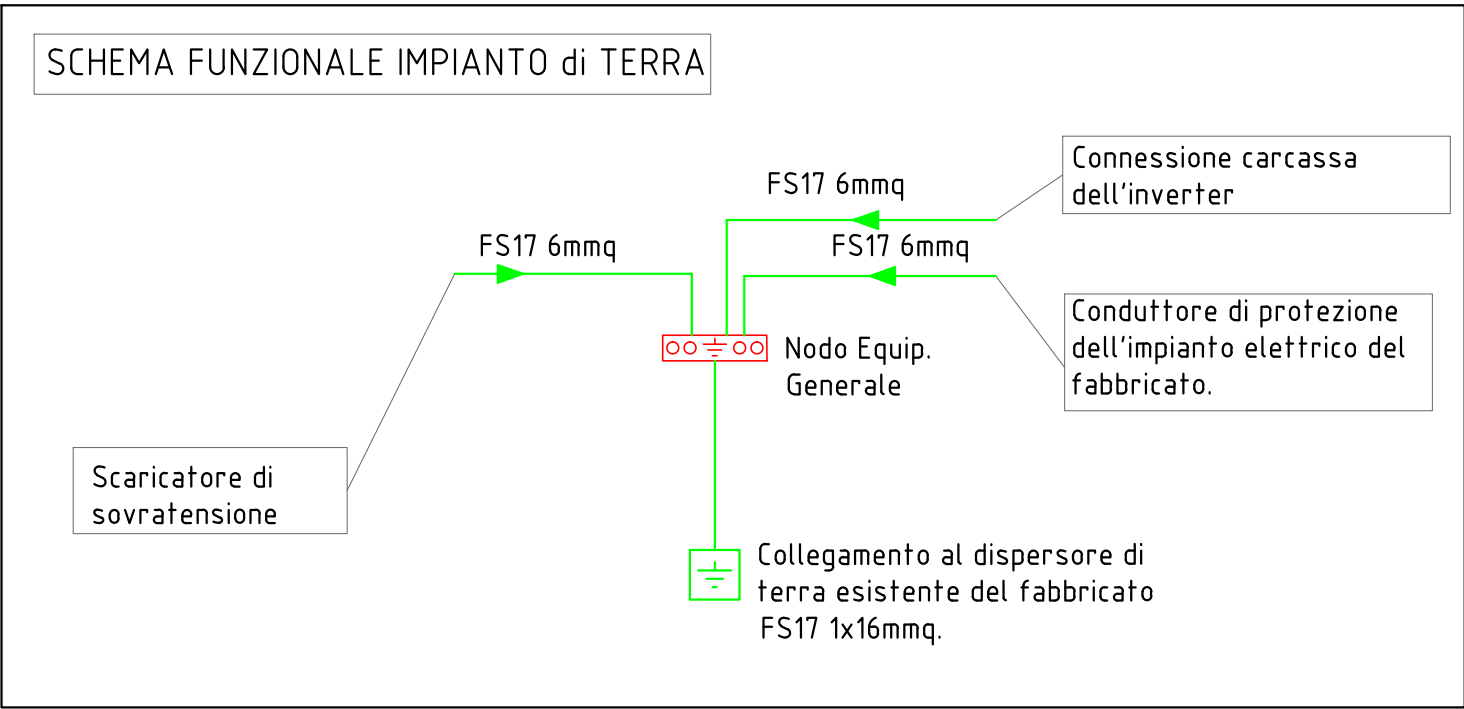 SCHEMA FUNZIONALE IMPIANTO di TERRA
FS17 6mmq
Connessione carcassa
dell'inverter
FS17 6mmq
FS17 6mmq
Conduttore di protezione
dell'impianto elettrico del
fabbricato.
Nodo Equip.
Generale
Scaricatore di
sovratensione
Collegamento al dispersore di
terra esistente del fabbricato
FS17 1x16mmq.